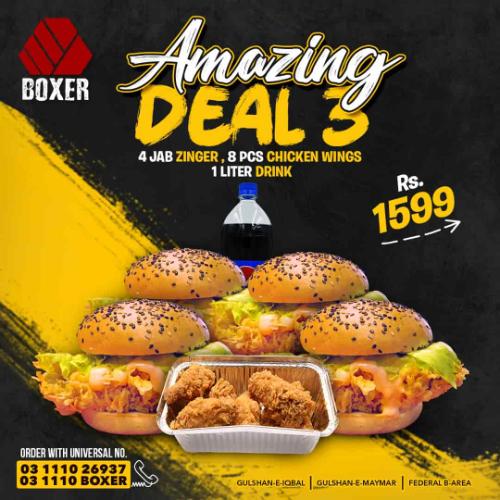 BOXER
Amazing
DEAL 3
4 JAB ZINGER , 8 PCS CHICKEN WINGS
1 LITER DRINK
Rs.
1599
ORDER WITH UNIVERSAL NO.
03 1110 26937
03 1110 BOXER
GULSHAN-E-IQBAL | GULSHAN-E-MAYMAR | FEDERAL B-AREA